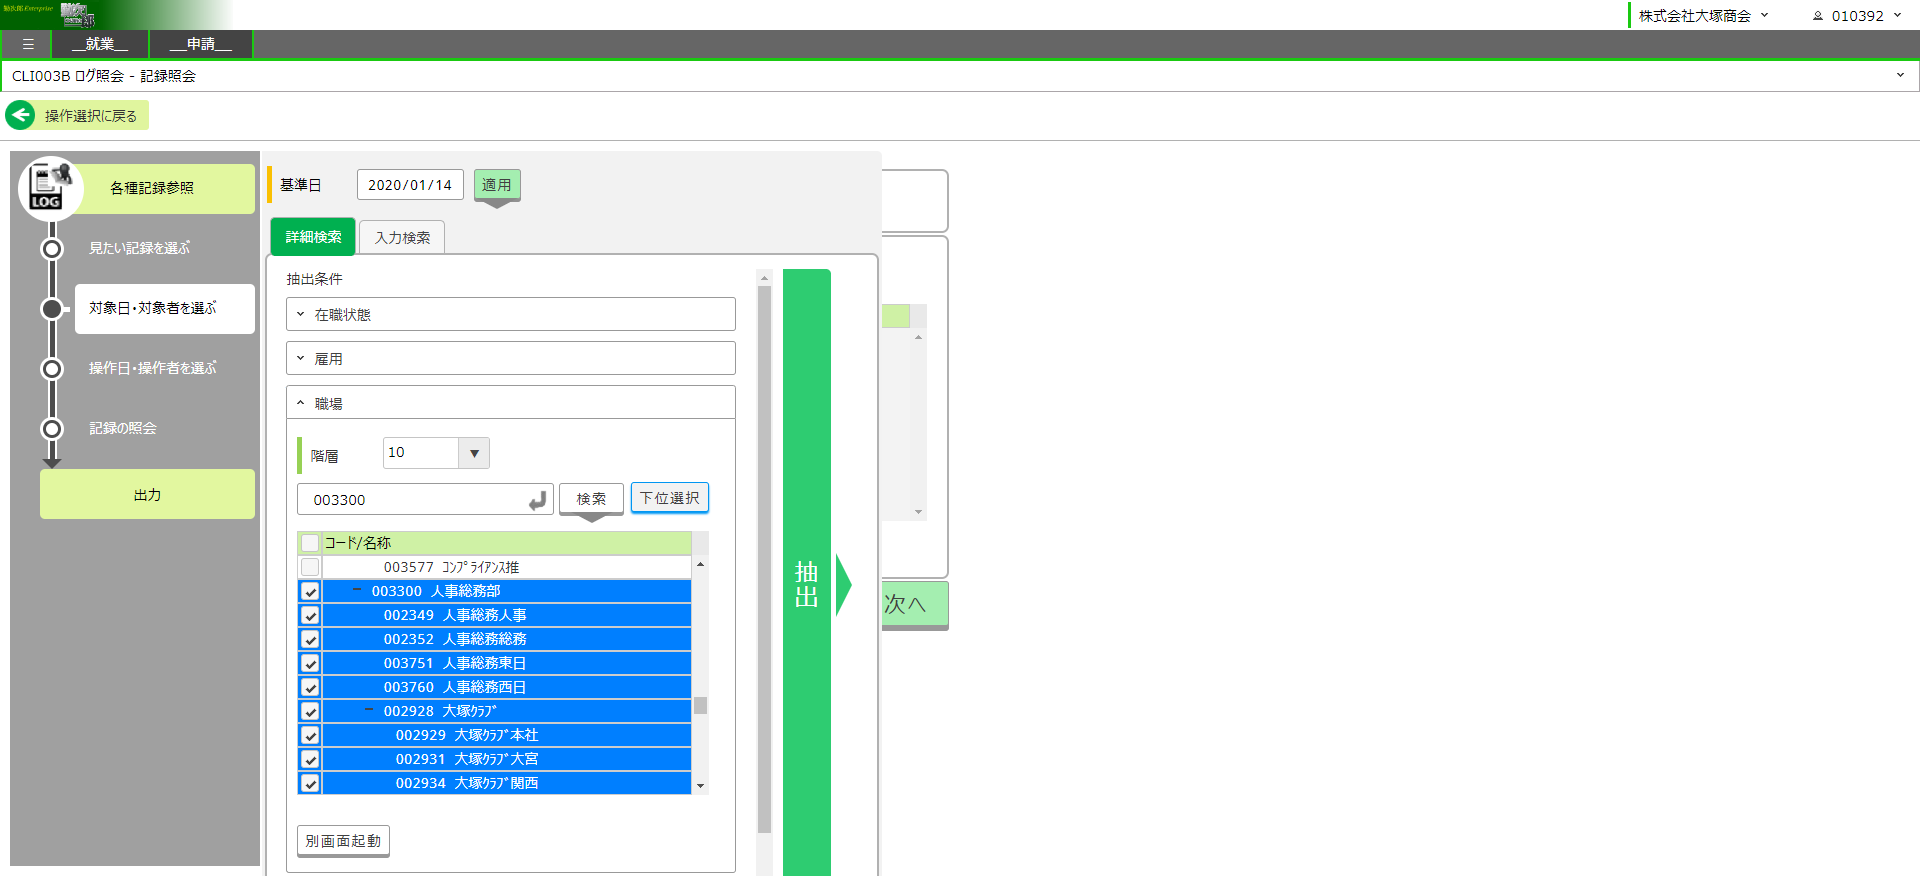 勤次郎 Enterprise
株式会社大塚商会 010392
☰ __就業__ __申請__
CLI003B ログ照会 - 記録照会
操作選択に戻る
LOG
各種記録参照
見たい記録を選ぶ
対象日・対象者を選ぶ
操作日・操作者を選ぶ
記録の照会
出力
基準日 2020/01/14 適用
詳細検索 入力検索
抽出条件
在職状態
雇用
職場
階層 10 ▼
003300 検索 下位選択
コード/名称
003577 コンプライアンス推
− 003300 人事総務部
002349 人事総務人事
002352 人事総務総務
003751 人事総務東日
003760 人事総務西日
− 002928 大塚クラブ
002929 大塚クラブ本社
002931 大塚クラブ大宮
002934 大塚クラブ関西
別画面起動
抽出
次へ